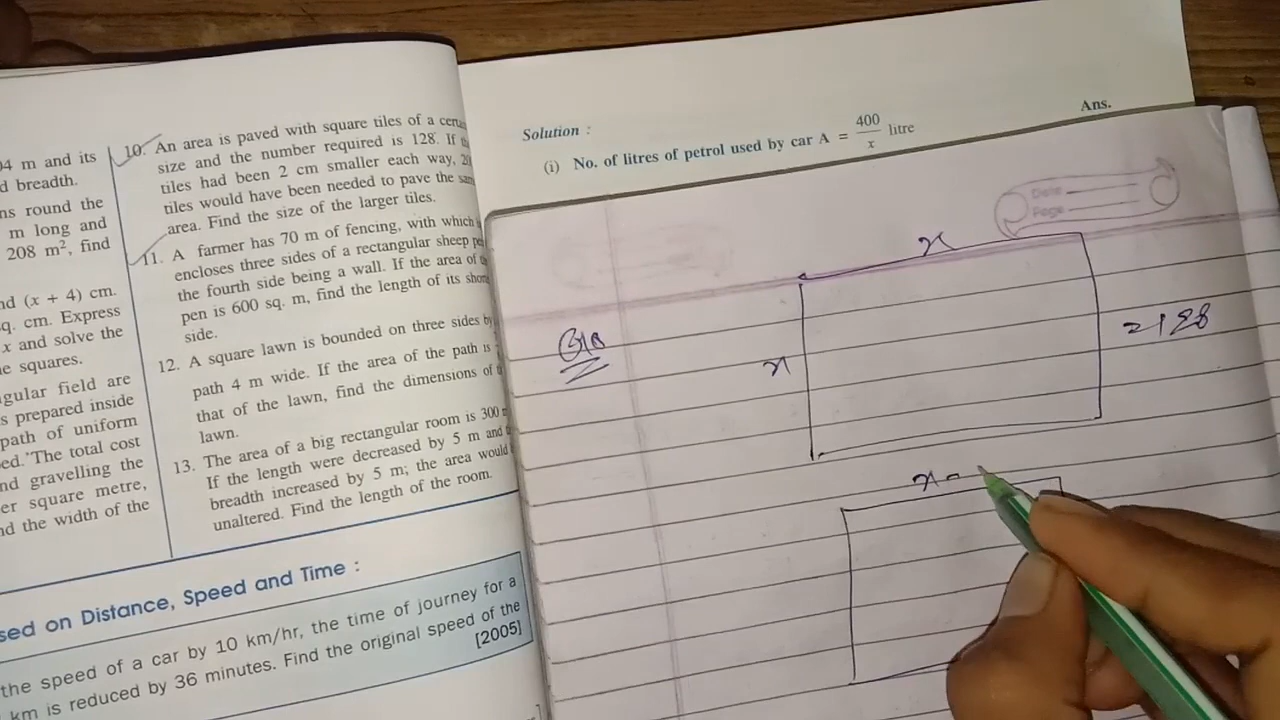 04 m and its
d breadth.
ns round the
m long and
208 m², find
nd (x + 4) cm.
sq. cm. Express
x and solve the
e squares.
ngular field are
s prepared inside
path of uniform
ed. The total cost
nd gravelling the
er square metre,
nd the width of the
10. An area is paved with square tiles of a
size and the number required is 128. If
tiles had been 2 cm smaller each way,
tiles would have been needed to pave the
area. Find the size of the larger tiles.
11. A farmer has 70 m of fencing, with which
encloses three sides of a rectangular sheep
the fourth side being a wall. If the area of
pen is 600 sq. m, find the length of its
side.
12. A square lawn is bounded on three sides
path 4 m wide. If the area of the path is
that of the lawn, find the dimensions of
lawn.
13. The area of a big rectangular room is 300
If the length were decreased by 5 m and
breadth increased by 5 m; the area would
unaltered. Find the length of the room.
sed on Distance, Speed and Time :
the speed of a car by 10 km/hr, the time of journey for a
km is reduced by 36 minutes. Find the original speed of the
[2005]
Ans.
Solution :
(i) No. of litres of petrol used by car A = 400/x litre
Date
Page
x
x
=128
x -